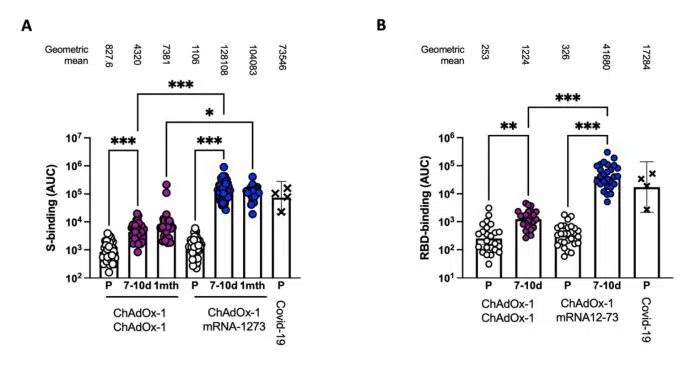 A
Geometric mean
827.6
4320
7381
1106
128108
104083
73546
***
*
***
***
S-binding (AUC)
10⁷
10⁶
10⁵
10⁴
10³
10²
P 7-10d 1mth P 7-10d 1mth P
ChAdOx-1
ChAdOx-1
ChAdOx-1
mRNA-1273
Covid-19
B
Geometric mean
253
1224
326
41680
17284
***
**
***
RBD-binding (AUC)
10⁶
10⁵
10⁴
10³
10²
10¹
P 7-10d P 7-10d P
ChAdOx-1
ChAdOx-1
ChAdOx-1
mRNA12-73
Covid-19